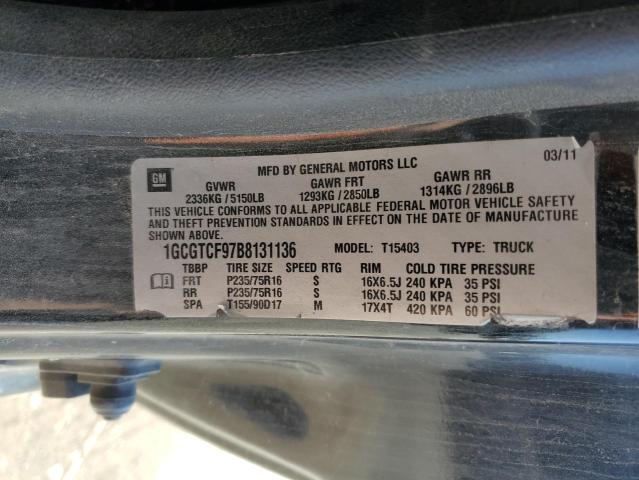 GM
MFD BY GENERAL MOTORS LLC 03/11
GVWR GAWR FRT GAWR RR
2336KG / 5150LB 1293KG / 2850LB 1314KG / 2896LB
THIS VEHICLE CONFORMS TO ALL APPLICABLE FEDERAL MOTOR VEHICLE SAFETY
AND THEFT PREVENTION STANDARDS IN EFFECT ON THE DATE OF MANUFACTURE
SHOWN ABOVE.
1GCGTCF97B8131136 MODEL: T15403 TYPE: TRUCK
TBBP TIRE SIZE SPEED RTG RIM COLD TIRE PRESSURE
FRT P235/75R16 S 16X6.5J 240 KPA 35 PSI
RR P235/75R16 S 16X6.5J 240 KPA 35 PSI
SPA T155/90D17 M 17X4T 420 KPA 60 PSI